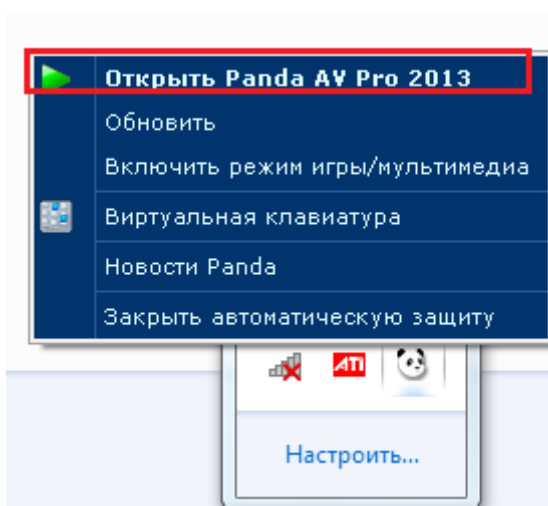 Открыть Panda AV Pro 2013
Обновить
Включить режим игры/мультимедиа
Виртуальная клавиатура
Новости Panda
Закрыть автоматическую защиту
ATI
Настроить...